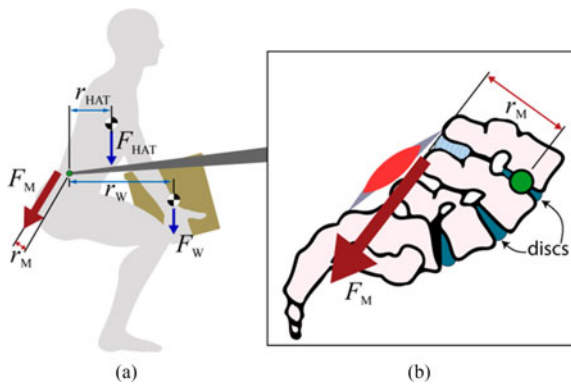 r_HAT
F_HAT
F_M
r_W
F_W
r_M
(a)
r_M
discs
F_M
(b)